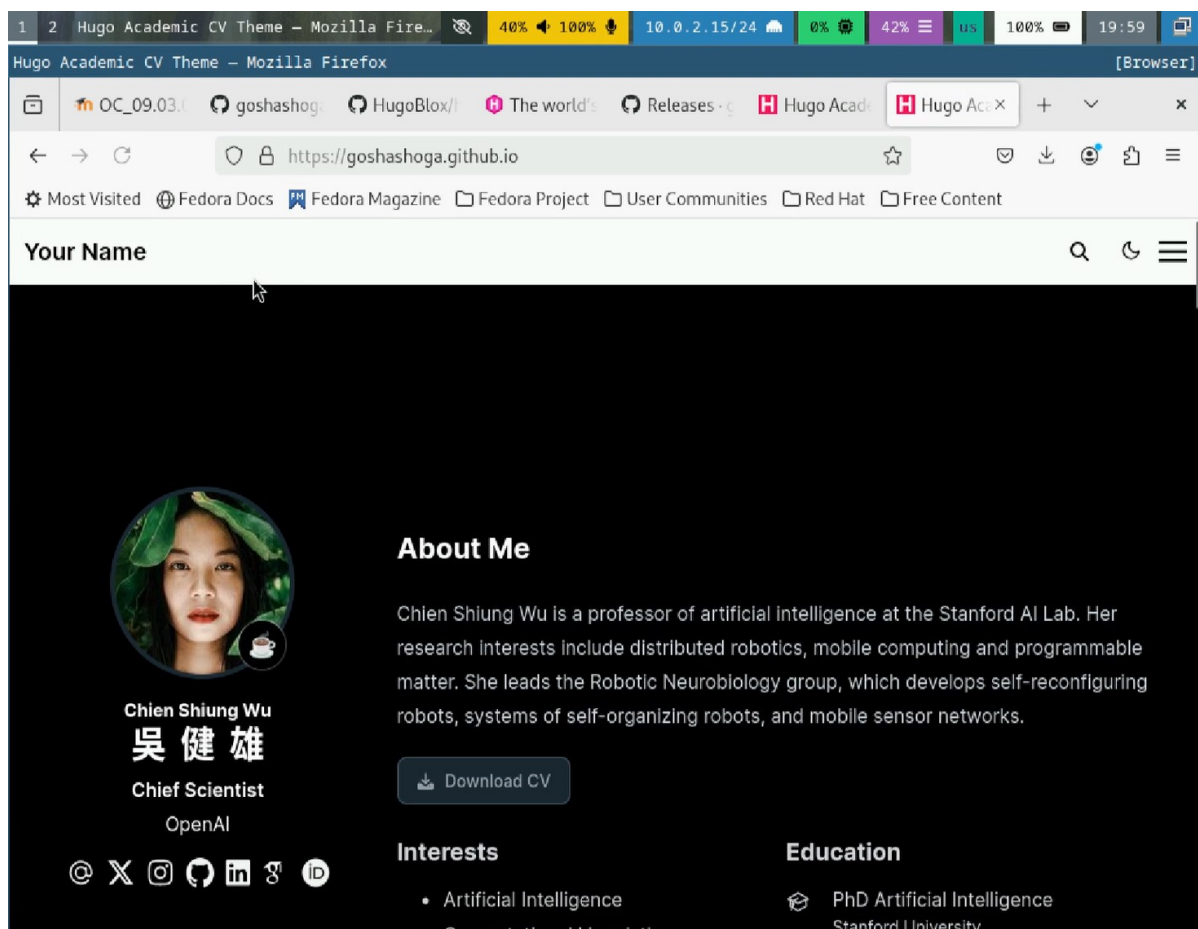 1 2 Hugo Academic CV Theme — Mozilla Fire… 40% 100% 10.0.2.15/24 0% 42% us 100% 19:59
Hugo Academic CV Theme — Mozilla Firefox [Browser]
OC_09.03. goshashog HugoBlox/ The world's Releases · g Hugo Acad Hugo Ac
https://goshashoga.github.io
Most Visited Fedora Docs Fedora Magazine Fedora Project User Communities Red Hat Free Content
Your Name
About Me
Chien Shiung Wu is a professor of artificial intelligence at the Stanford AI Lab. Her
research interests include distributed robotics, mobile computing and programmable
matter. She leads the Robotic Neurobiology group, which develops self-reconfiguring
robots, systems of self-organizing robots, and mobile sensor networks.
Chien Shiung Wu
吳健雄
Chief Scientist
OpenAI
Download CV
Interests
Artificial Intelligence
Education
PhD Artificial Intelligence
Stanford University